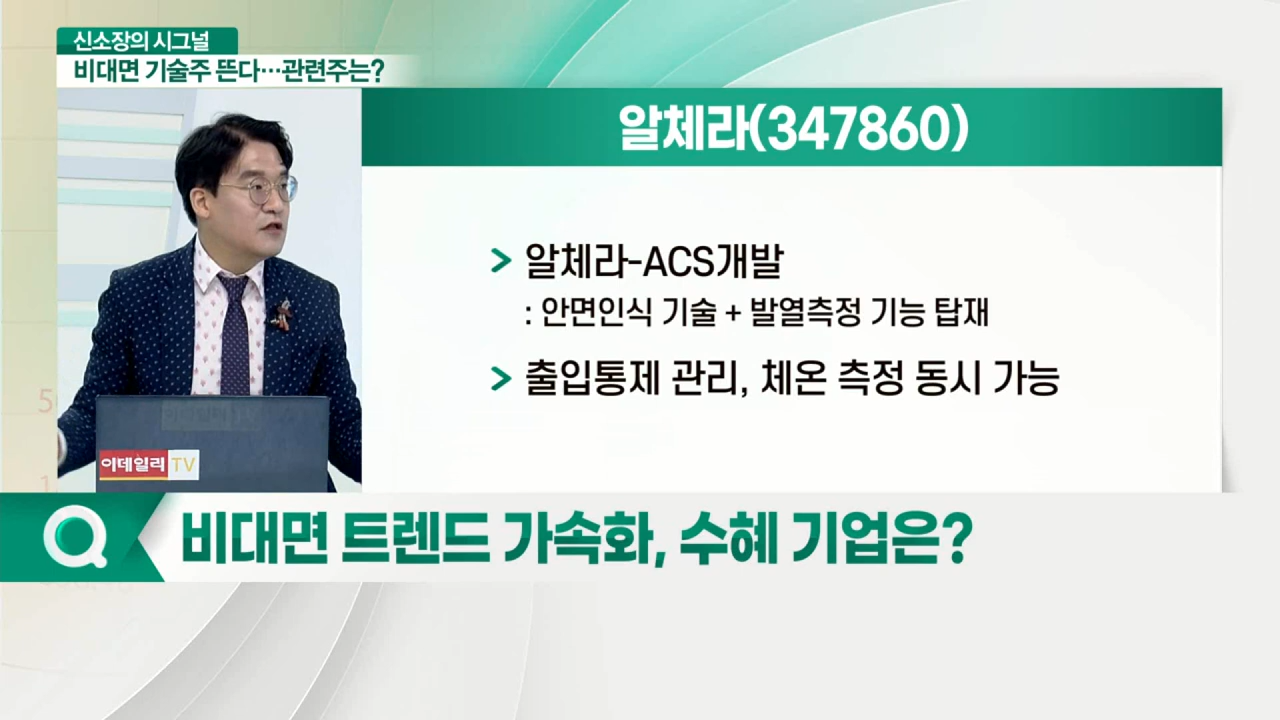 신소장의 시그널
비대면 기술주 뜬다…관련주는?
알체라(347860)
> 알체라-ACS개발
: 안면인식 기술 + 발열측정 기능 탑재
> 출입통제 관리, 체온 측정 동시 가능
이데일리 TV
비대면 트렌드 가속화, 수혜 기업은?